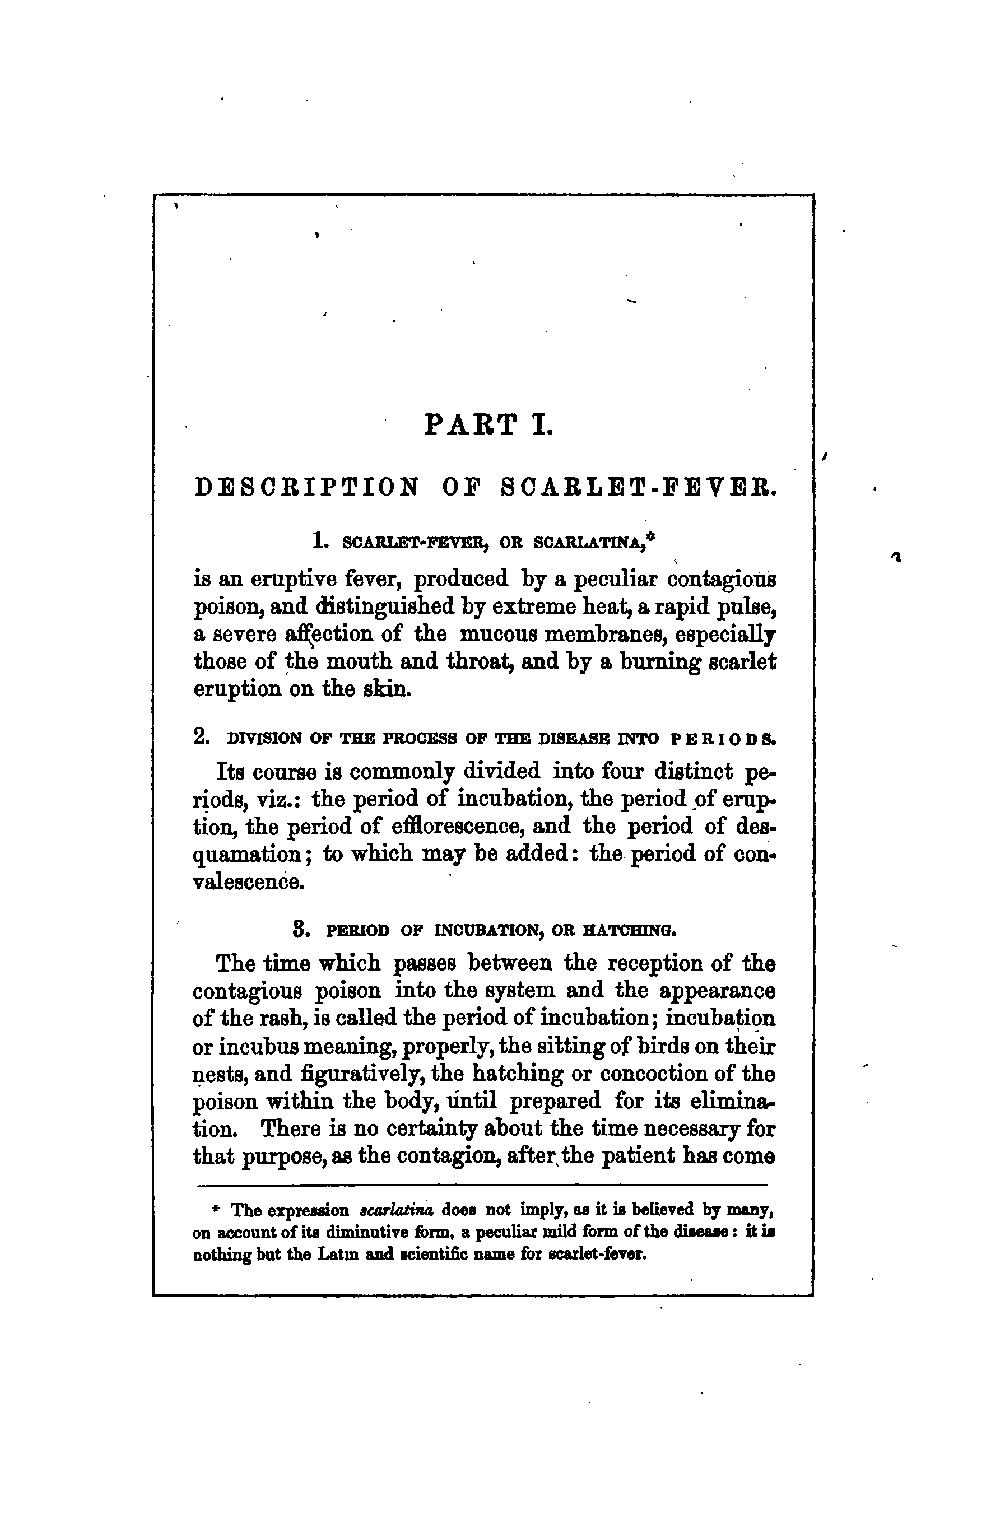 PART I.
DESCRIPTION OF SCARLET-FEVER.
1. SCARLET-FEVER, OR SCARLATINA,*
is an eruptive fever, produced by a peculiar contagious
poison, and distinguished by extreme heat, a rapid pulse,
a severe affection of the mucous membranes, especially
those of the mouth and throat, and by a burning scarlet
eruption on the skin.
2. DIVISION OF THE PROCESS OF THE DISEASE INTO PERIODS.
Its course is commonly divided into four distinct pe-
riods, viz.: the period of incubation, the period of erup-
tion, the period of efflorescence, and the period of des-
quamation; to which may be added: the period of con-
valescence.
3. PERIOD OF INCUBATION, OR HATCHING.
The time which passes between the reception of the
contagious poison into the system and the appearance
of the rash, is called the period of incubation; incubation
or incubus meaning, properly, the sitting of birds on their
nests, and figuratively, the hatching or concoction of the
poison within the body, until prepared for its elimina-
tion. There is no certainty about the time necessary for
that purpose, as the contagion, after the patient has come
* The expression scarlatina does not imply, as it is believed by many,
on account of its diminutive form, a peculiar mild form of the disease: it is
nothing but the Latin and scientific name for scarlet-fever.